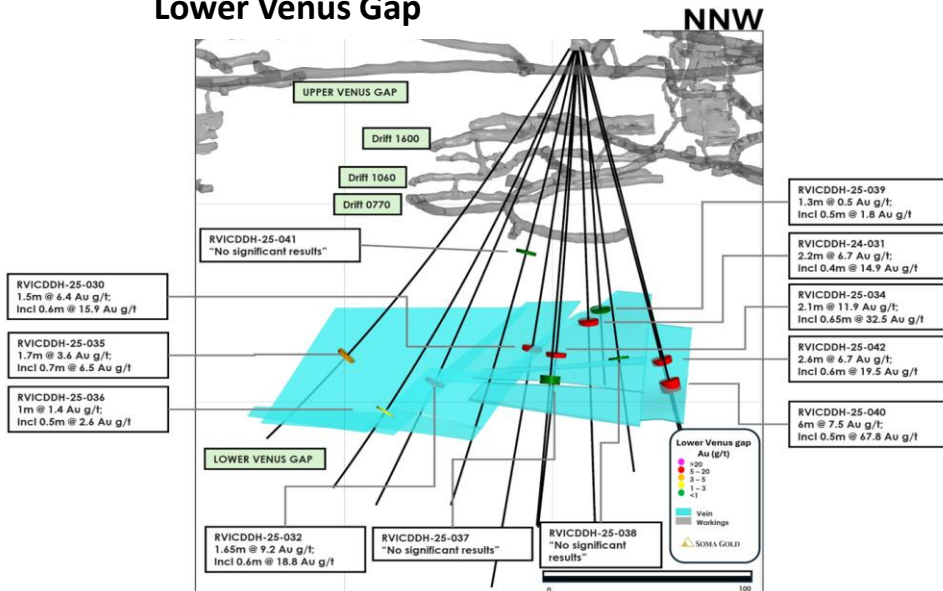 Lower Venus Gap
NNW
UPPER VENUS GAP
Drift 1600
Drift 1060
Drift 0770
RVICDDH-25-041
"No significant results"
RVICDDH-25-030
1.5m @ 6.4 Au g/t;
Incl 0.6m @ 15.9 Au g/t
RVICDDH-25-035
1.7m @ 3.6 Au g/t;
Incl 0.7m @ 6.5 Au g/t
RVICDDH-25-036
1m @ 1.4 Au g/t;
Incl 0.5m @ 2.6 Au g/t
LOWER VENUS GAP
RVICDDH-25-032
1.65m @ 9.2 Au g/t;
Incl 0.6m @ 18.8 Au g/t
RVICDDH-25-037
"No significant results"
RVICDDH-25-038
"No significant
results"
RVICDDH-25-039
1.3m @ 0.5 Au g/t;
Incl 0.5m @ 1.8 Au g/t
RVICDDH-24-031
2.2m @ 6.7 Au g/t;
Incl 0.4m @ 14.9 Au g/t
RVICDDH-25-034
2.1m @ 11.9 Au g/t;
Incl 0.65m @ 32.5 Au g/t
RVICDDH-25-042
2.6m @ 6.7 Au g/t;
Incl 0.6m @ 19.5 Au g/t
RVICDDH-25-040
6m @ 7.5 Au g/t;
Incl 0.5m @ 67.8 Au g/t
Lower Venus gap
Au (g/t)
>20
5 - 20
3 - 5
1 - 3
<1
Vein
Workings
SOMA GOLD
0 100